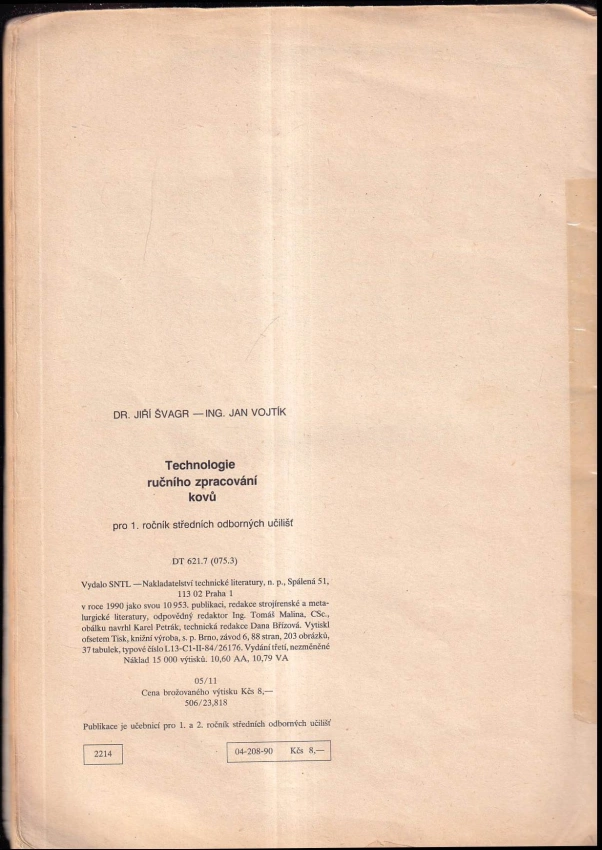 DR. JIŘÍ ŠVAGR — ING. JAN VOJTÍK
Technologie
ručního zpracování
kovů
pro 1. ročník středních odborných učilišť
DT 621.7 (075.3)
Vydalo SNTL — Nakladatelství technické literatury, n. p., Spálená 51,
113 02 Praha 1
v roce 1990 jako svou 10 953. publikaci, redakce strojírenské a meta-
lurgické literatury, odpovědný redaktor Ing. Tomáš Malina, CSc.,
obálku navrhl Karel Petrák, technická redakce Dana Břízová. Vytiskl
ofsetem Tisk, knižní výroba, s. p. Brno, závod 6, 88 stran, 203 obrázků,
37 tabulek, typové číslo L13-C1-II-84/26176. Vydání třetí, nezměněné
Náklad 15 000 výtisků. 10,60 AA, 10,79 VA
05/11
Cena brožovaného výtisku Kčs 8,—
506/23,818
Publikace je učebnicí pro 1. a 2. ročník středních odborných učilišť
2214
04-208-90 Kčs 8,—